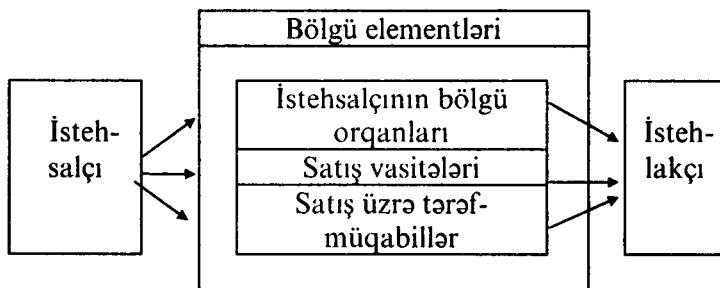 Bölgü elementləri
İsteh-
salçı
İstehsalçının bölgü
orqanları
Satış vasitələri
Satış üzrə tərəf-
müqabillər
İsteh-
lakçı